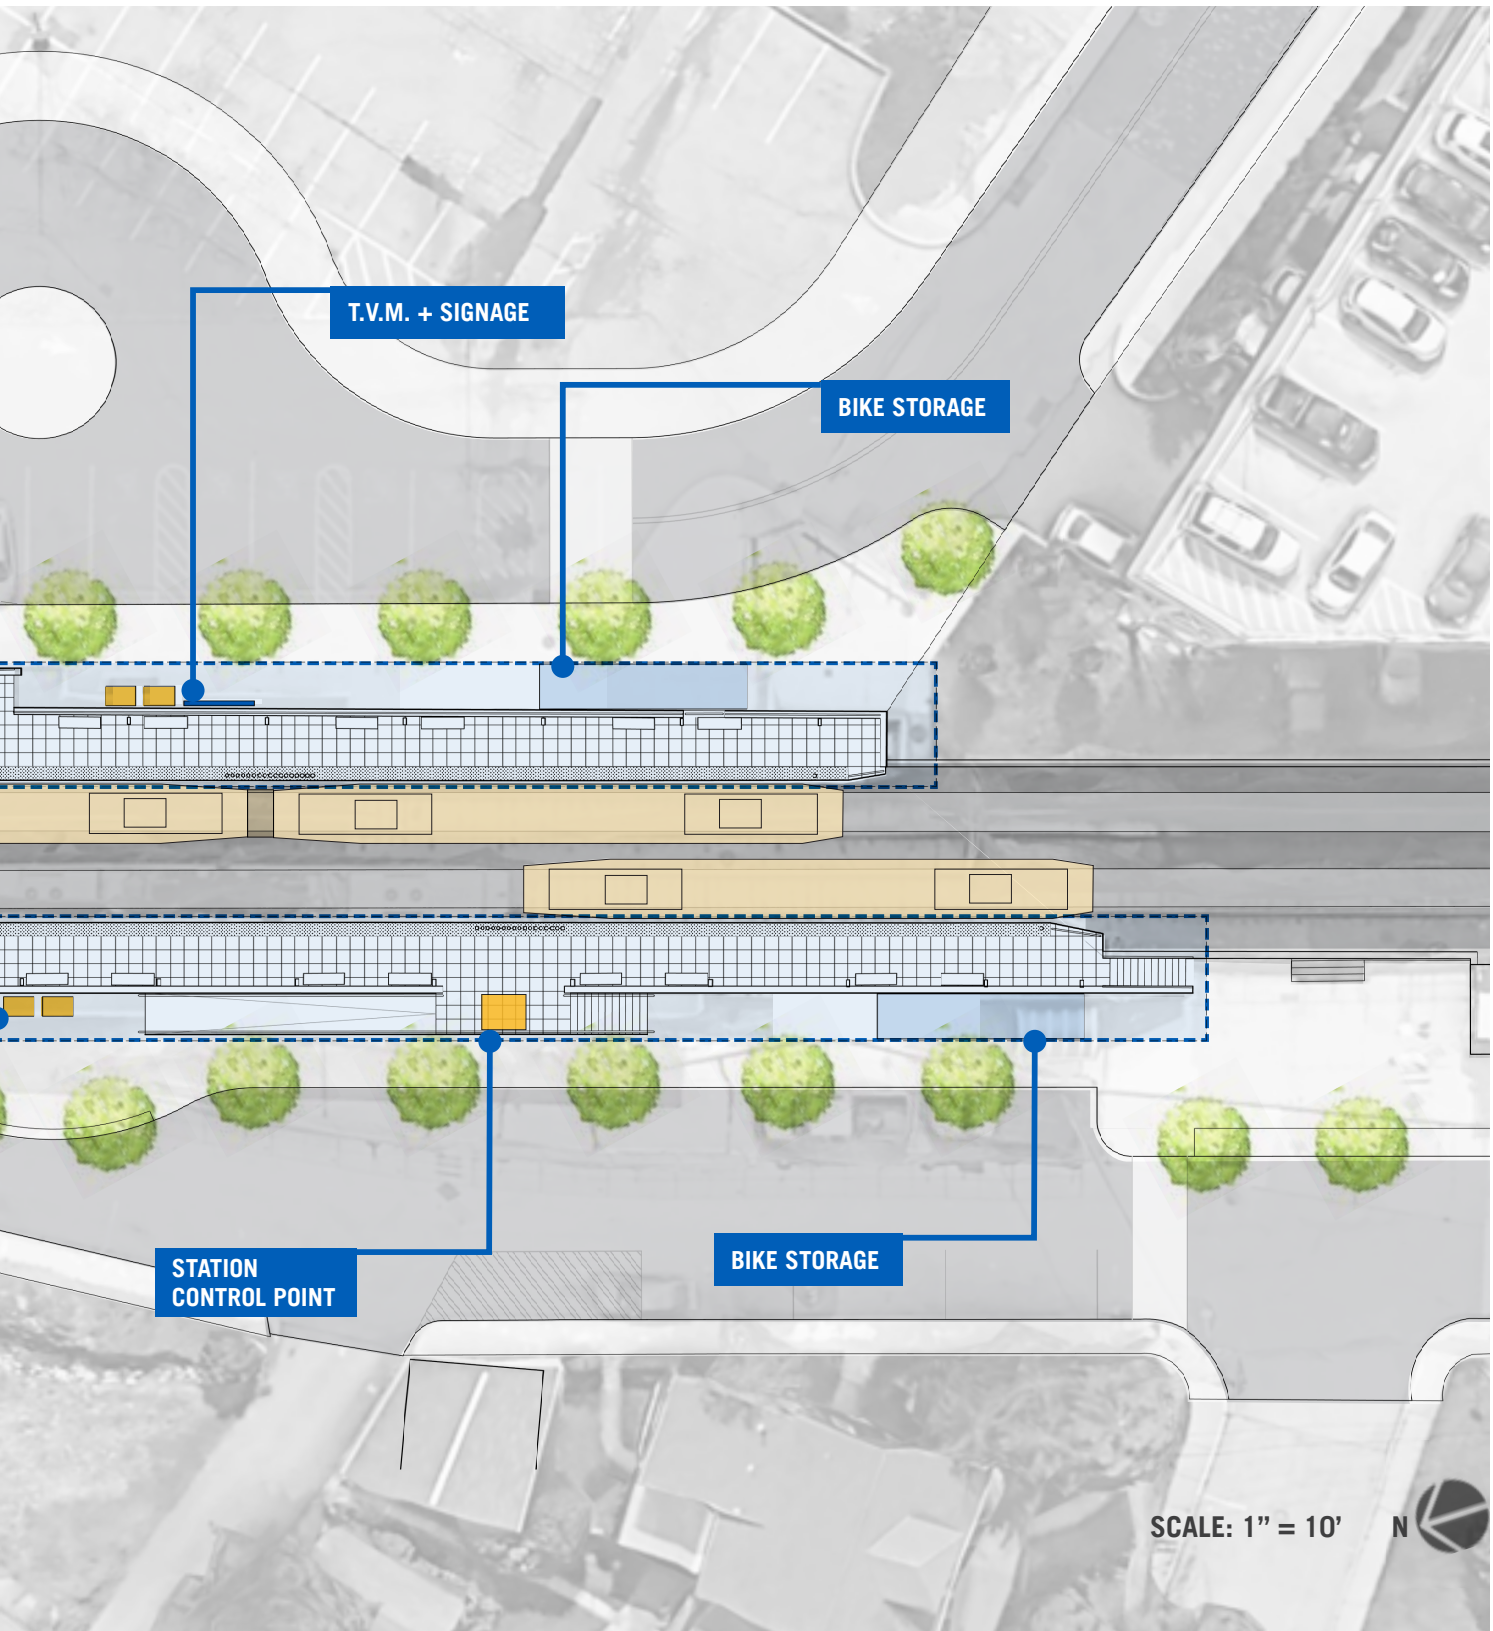 T.V.M. + SIGNAGE
BIKE STORAGE
STATION
CONTROL POINT
BIKE STORAGE
SCALE: 1” = 10’
N